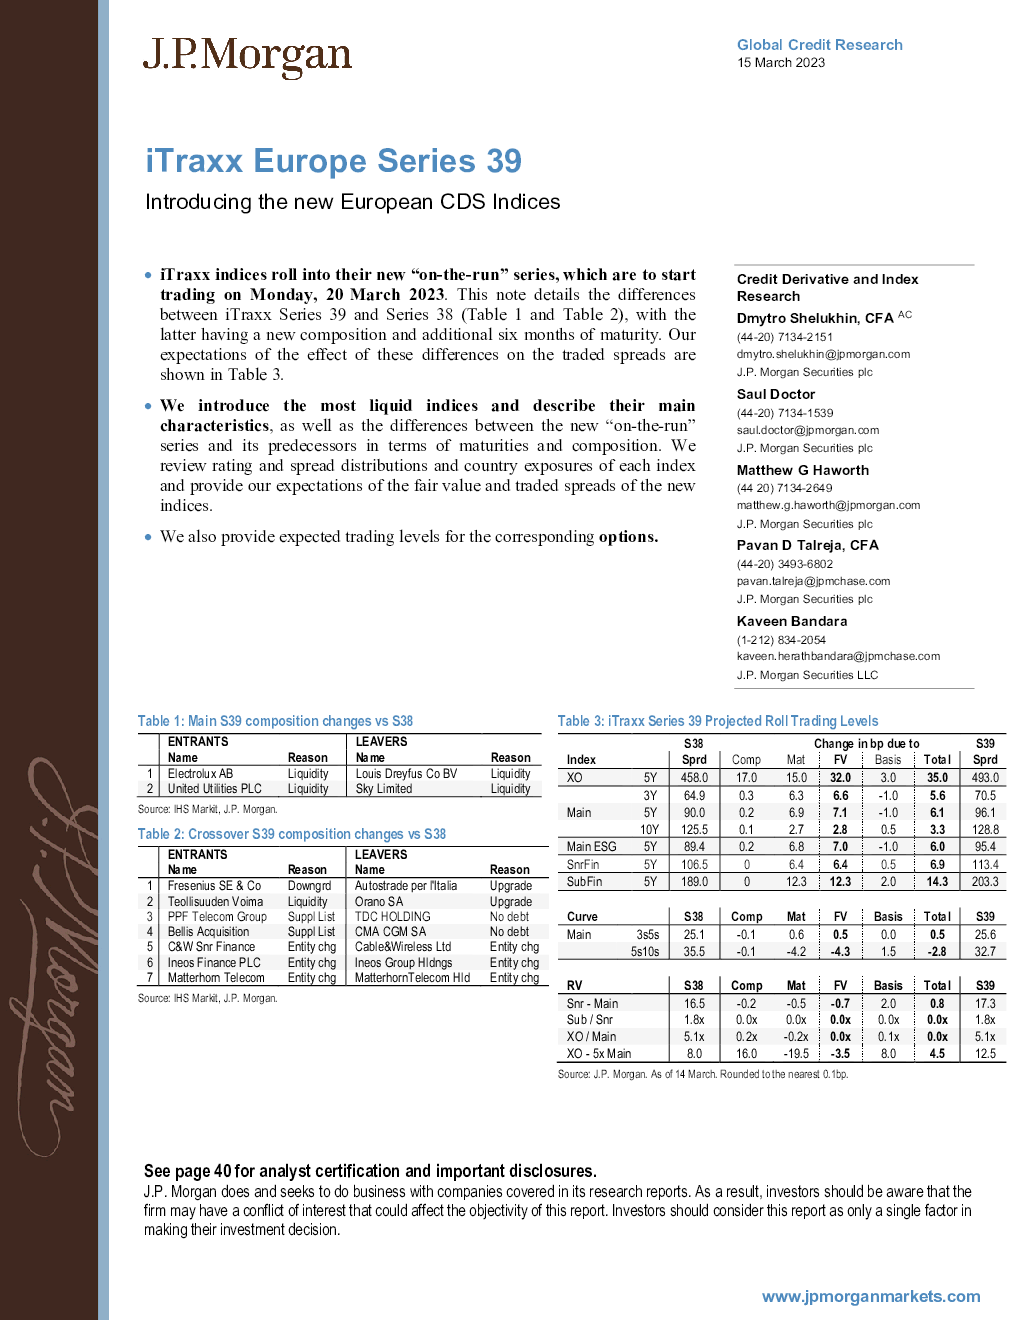 J.P.Morgan
Global Credit Research
15 March 2023
iTraxx Europe Series 39
Introducing the new European CDS Indices
• iTraxx indices roll into their new “on-the-run” series, which are to start
trading on Monday, 20 March 2023. This note details the differences
between iTraxx Series 39 and Series 38 (Table 1 and Table 2), with the
latter having a new composition and additional six months of maturity. Our
expectations of the effect of these differences on the traded spreads are
shown in Table 3.
• We introduce the most liquid indices and describe their main
characteristics, as well as the differences between the new “on-the-run”
series and its predecessors in terms of maturities and composition. We
review rating and spread distributions and country exposures of each index
and provide our expectations of the fair value and traded spreads of the new
indices.
• We also provide expected trading levels for the corresponding options.
Credit Derivative and Index
Research
Dmytro Shelukhin, CFA AC
(44-20) 7134-2151
dmytro.shelukhin@jpmorgan.com
J.P. Morgan Securities plc
Saul Doctor
(44-20) 7134-1539
saul.doctor@jpmorgan.com
J.P. Morgan Securities plc
Matthew G Haworth
(44 20) 7134-2649
matthew.g.haworth@jpmorgan.com
J.P. Morgan Securities plc
Pavan D Talreja, CFA
(44-20) 3493-6802
pavan.talreja@jpmchase.com
J.P. Morgan Securities plc
Kaveen Bandara
(1-212) 834-2054
kaveen.herathbandara@jpmchase.com
J.P. Morgan Securities LLC
Table 1: Main S39 composition changes vs S38
ENTRANTS LEAVERS
Name Reason Name Reason
1 Electrolux AB Liquidity Louis Dreyfus Co BV Liquidity
2 United Utilities PLC Liquidity Sky Limited Liquidity
Source: IHS Markit, J.P. Morgan.
Table 2: Crossover S39 composition changes vs S38
ENTRANTS LEAVERS
Name Reason Name Reason
1 Fresenius SE & Co Downgrd Autostrade per l'Italia Upgrade
2 Teollisuuden Voima Liquidity Orano SA Upgrade
3 PPF Telecom Group Suppl List TDC HOLDING No debt
4 Bellis Acquisition Suppl List CMA CGM SA No debt
5 C&W Snr Finance Entity chg Cable&Wireless Ltd Entity chg
6 Ineos Finance PLC Entity chg Ineos Group Hldngs Entity chg
7 Matterhorn Telecom Entity chg MatterhornTelecom Hld Entity chg
Source: IHS Markit, J.P. Morgan.
Table 3: iTraxx Series 39 Projected Roll Trading Levels
S38 Change in bp due to S39
Index Sprd Comp Mat FV Basis Total Sprd
XO 5Y 458.0 17.0 15.0 32.0 3.0 35.0 493.0
3Y 64.9 0.3 6.3 6.6 -1.0 5.6 70.5
Main 5Y 90.0 0.2 6.9 7.1 -1.0 6.1 96.1
10Y 125.5 0.1 2.7 2.8 0.5 3.3 128.8
Main ESG 5Y 89.4 0.2 6.8 7.0 -1.0 6.0 95.4
SnrFin 5Y 106.5 0 6.4 6.4 0.5 6.9 113.4
SubFin 5Y 189.0 0 12.3 12.3 2.0 14.3 203.3
Curve S38 Comp Mat FV Basis Total S39
Main 3s5s 25.1 -0.1 0.6 0.5 0.0 0.5 25.6
5s10s 35.5 -0.1 -4.2 -4.3 1.5 -2.8 32.7
RV S38 Comp Mat FV Basis Total S39
Snr - Main 16.5 -0.2 -0.5 -0.7 2.0 0.8 17.3
Sub / Snr 1.8x 0.0x 0.0x 0.0x 0.0x 0.0x 1.8x
XO / Main 5.1x 0.2x -0.2x 0.0x 0.1x 0.0x 5.1x
XO - 5x Main 8.0 16.0 -19.5 -3.5 8.0 4.5 12.5
Source: J.P. Morgan. As of 14 March. Rounded to the nearest 0.1bp.
J.P. Morgan
See page 40 for analyst certification and important disclosures.
J.P. Morgan does and seeks to do business with companies covered in its research reports. As a result, investors should be aware that the
firm may have a conflict of interest that could affect the objectivity of this report. Investors should consider this report as only a single factor in
making their investment decision.
www.jpmorganmarkets.com